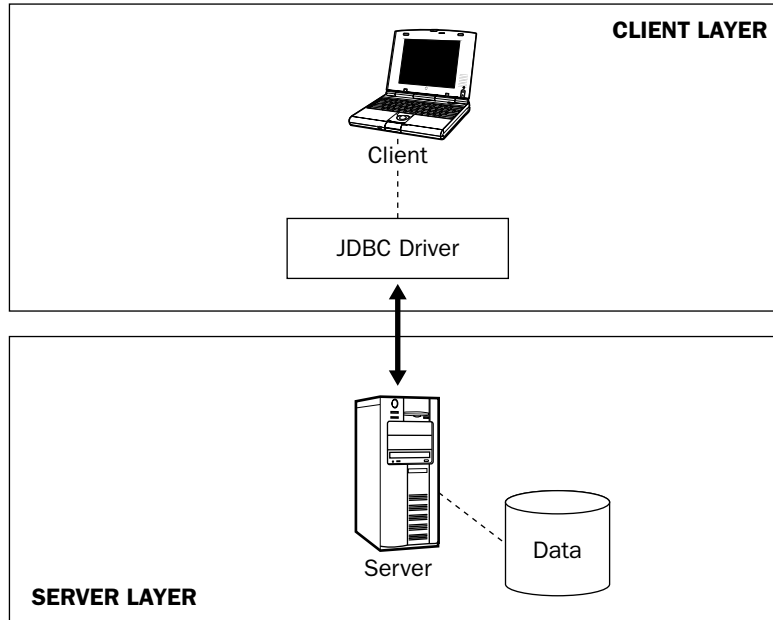 CLIENT LAYER
Client
JDBC Driver
Server
Data
SERVER LAYER